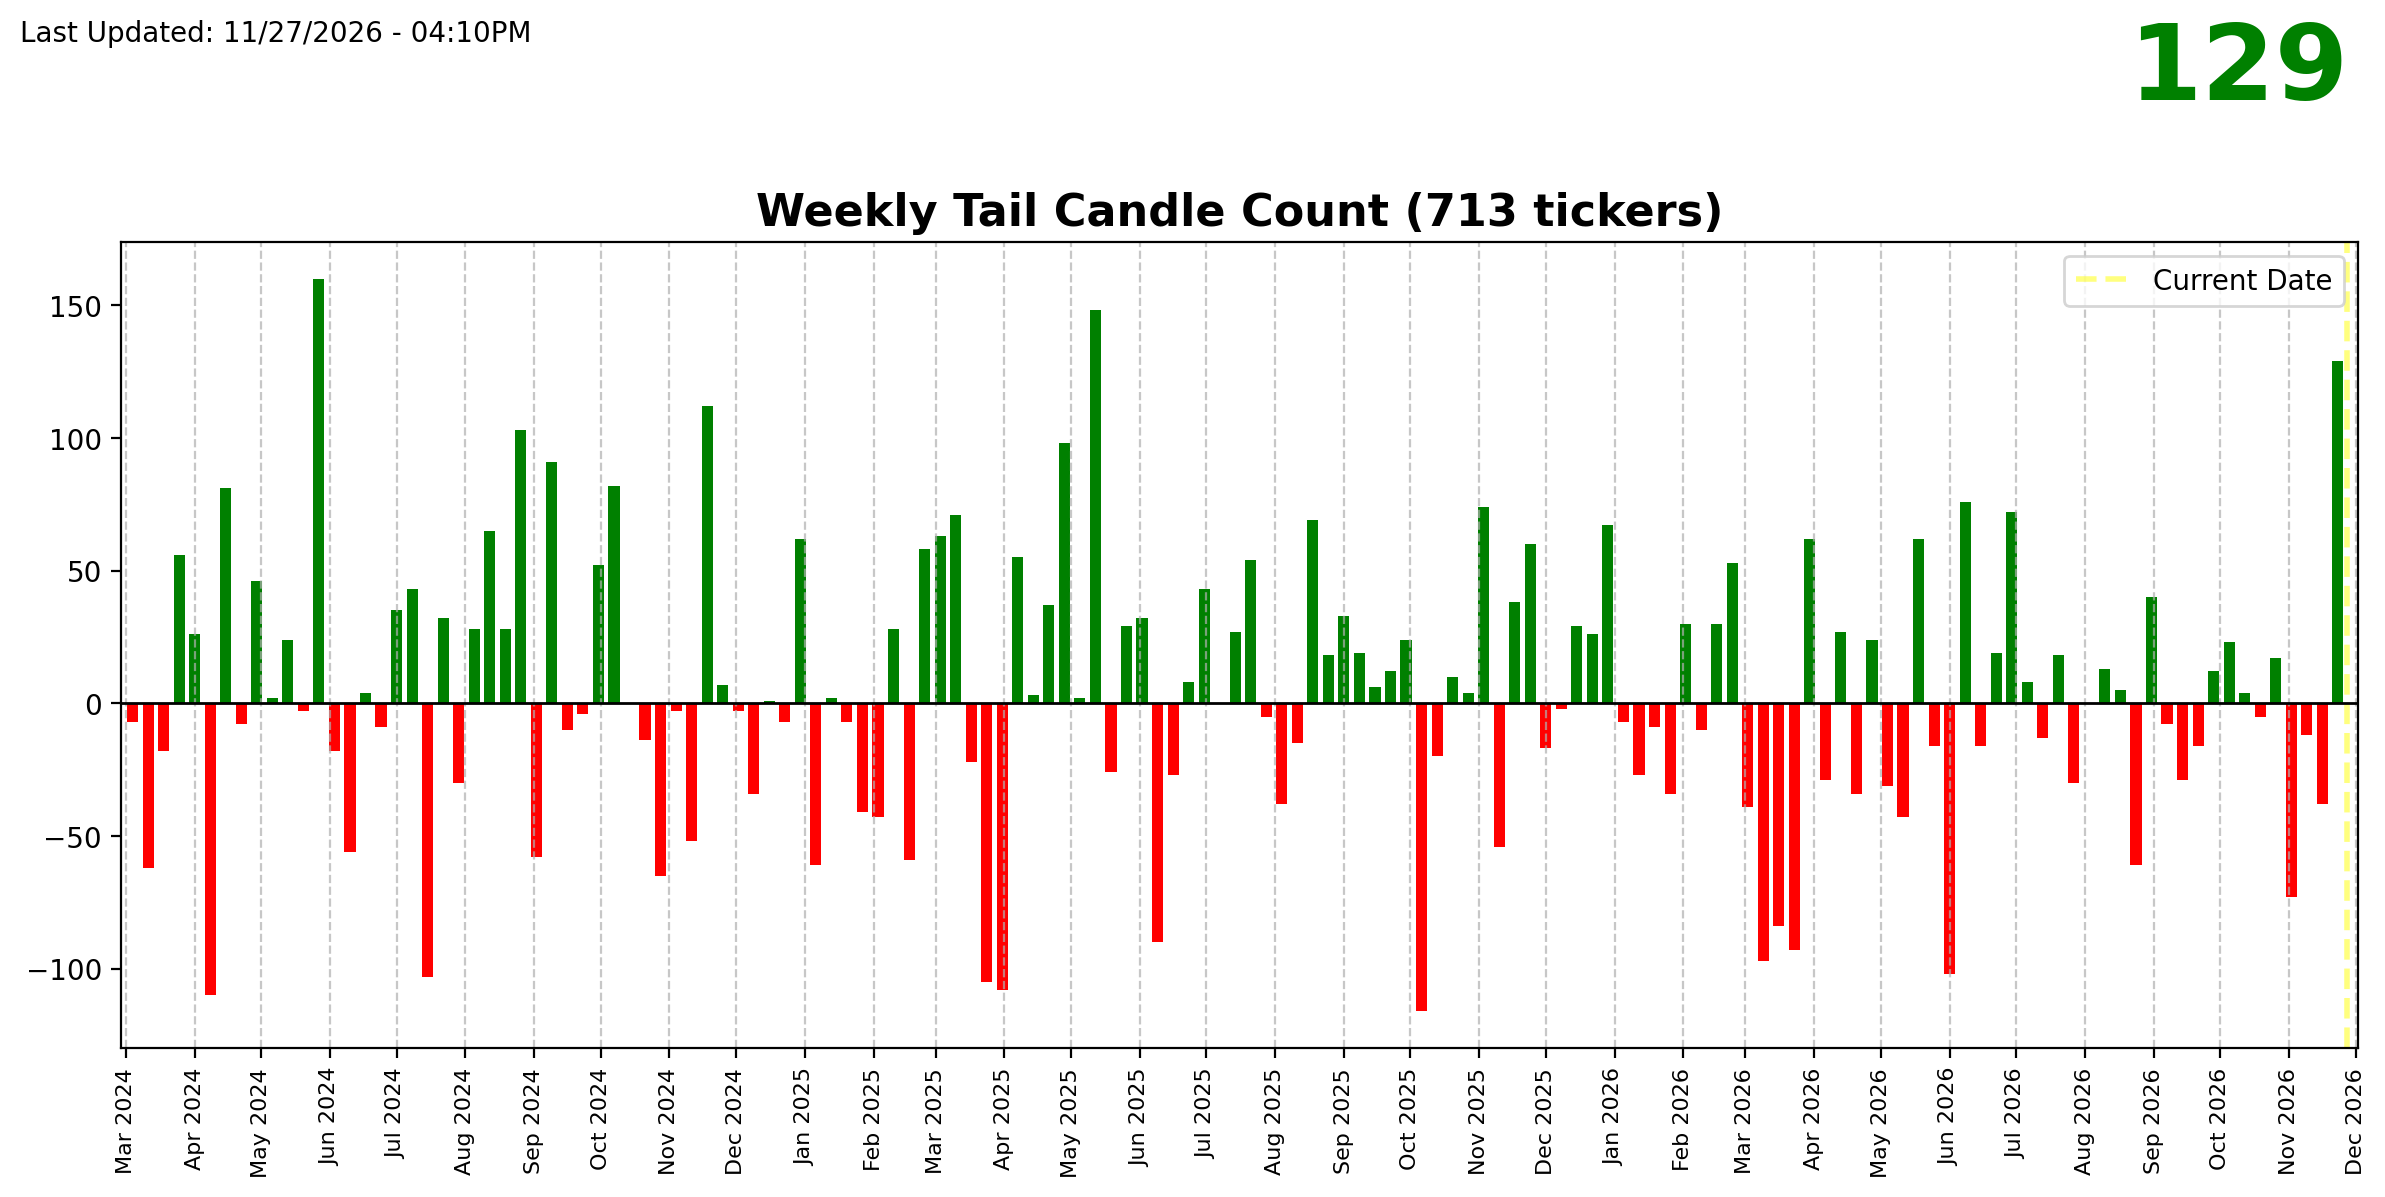 Last Updated: 11/27/2026 - 04:10PM
129
Weekly Tail Candle Count (713 tickers)
Current Date
150
100
50
0
−50
−100
Mar 2024
Apr 2024
May 2024
Jun 2024
Jul 2024
Aug 2024
Sep 2024
Oct 2024
Nov 2024
Dec 2024
Jan 2025
Feb 2025
Mar 2025
Apr 2025
May 2025
Jun 2025
Jul 2025
Aug 2025
Sep 2025
Oct 2025
Nov 2025
Dec 2025
Jan 2026
Feb 2026
Mar 2026
Apr 2026
May 2026
Jun 2026
Jul 2026
Aug 2026
Sep 2026
Oct 2026
Nov 2026
Dec 2026